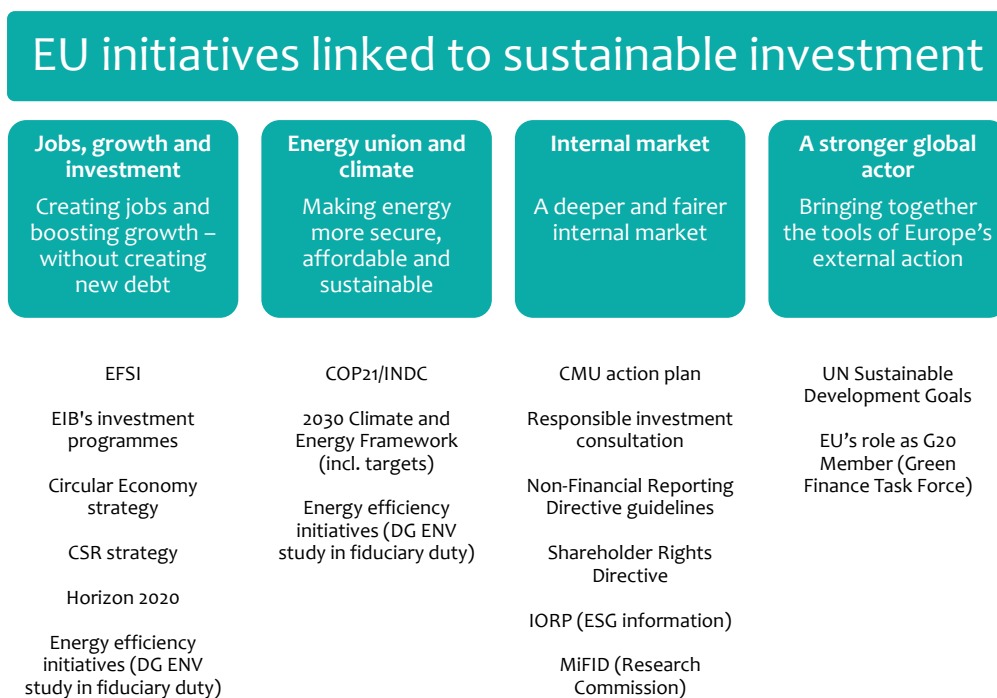 EU initiatives linked to sustainable investment
Jobs, growth and
investment
Creating jobs and
boosting growth –
without creating
new debt
EFSI
EIB's investment
programmes
Circular Economy
strategy
CSR strategy
Horizon 2020
Energy efficiency
initiatives (DG ENV
study in fiduciary duty)
Energy union and
climate
Making energy
more secure,
affordable and
sustainable
COP21/INDC
2030 Climate and
Energy Framework
(incl. targets)
Energy efficiency
initiatives (DG ENV
study in fiduciary duty)
Internal market
A deeper and fairer
internal market
CMU action plan
Responsible investment
consultation
Non-Financial Reporting
Directive guidelines
Shareholder Rights
Directive
IORP (ESG information)
MiFID (Research
Commission)
A stronger global
actor
Bringing together
the tools of Europe’s
external action
UN Sustainable
Development Goals
EU’s role as G20
Member (Green
Finance Task Force)